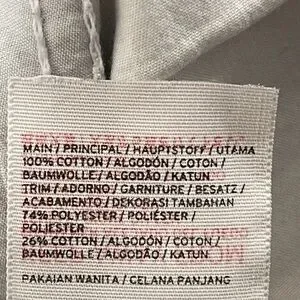 MAIN / PRINCIPAL / HAUPTSTOFF / UTAMA
100% COTTON / ALGODÓN / COTON /
BAUMWOLLE / ALGODÃO / KATUN
TRIM / ADORNO / GARNITURE / BESATZ /
ACABAMENTO / DEKORASI TAMBAHAN
74% POLYESTER / POLIÉSTER /
POLIESTER
26% COTTON / ALGODÓN / COTON /
BAUMWOLLE / ALGODÃO / KATUN
PAKAIAN WANITA / CELANA PANJANG